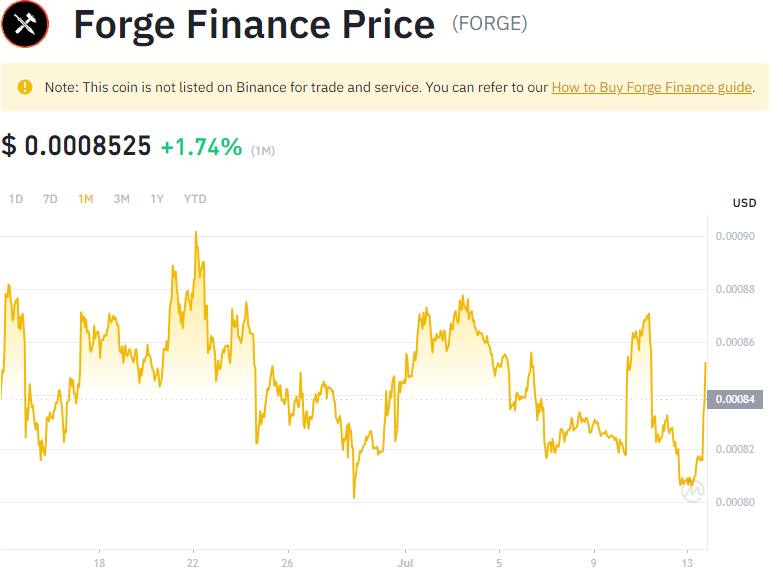 Forge Finance Price (FORGE)
Note: This coin is not listed on Binance for trade and service. You can refer to our How to Buy Forge Finance guide.
$ 0.0008525 +1.74% (1M)
1D 7D 1M 3M 1Y YTD
USD
0.00090
0.00088
0.00086
0.00084
0.00082
0.00080
18 22 26 Jul 5 9 13